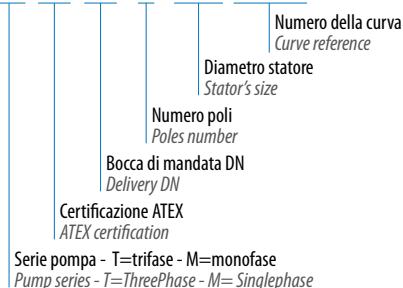 Numero della curva
Curve reference
Diametro statore
Stator's size
Numero poli
Poles number
Bocca di mandata DN
Delivery DN
Certificazione ATEX
ATEX certification
Serie pompa - T=trifase - M=monofase
Pump series - T=ThreePhase - M= Singlephase